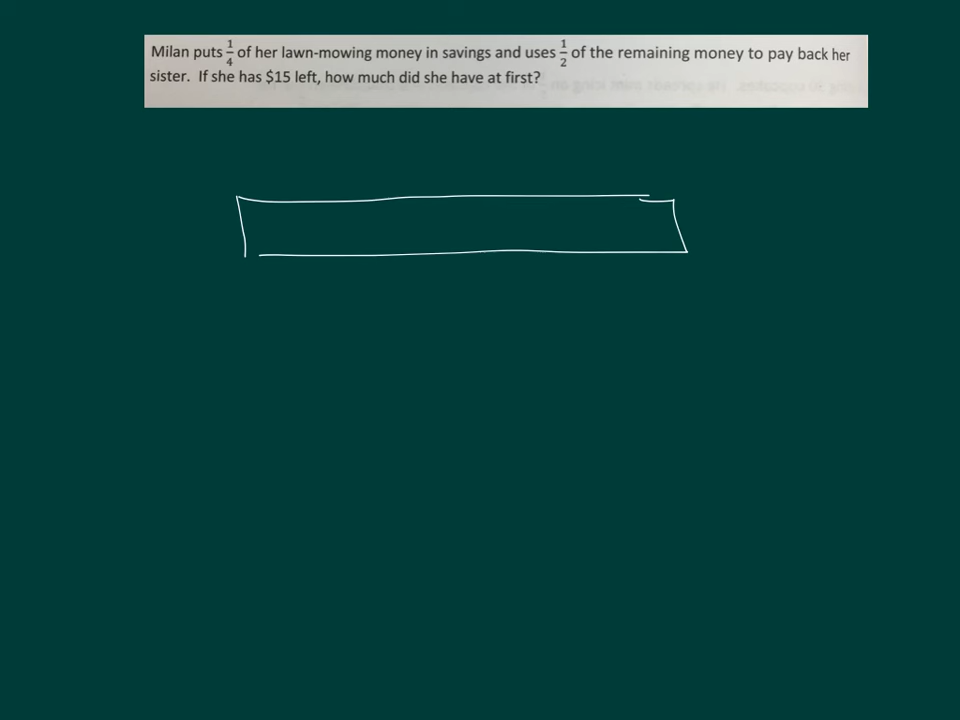 Milan puts 1/4 of her lawn-mowing money in savings and uses 1/2 of the remaining money to pay back her
sister. If she has $15 left, how much did she have at first?